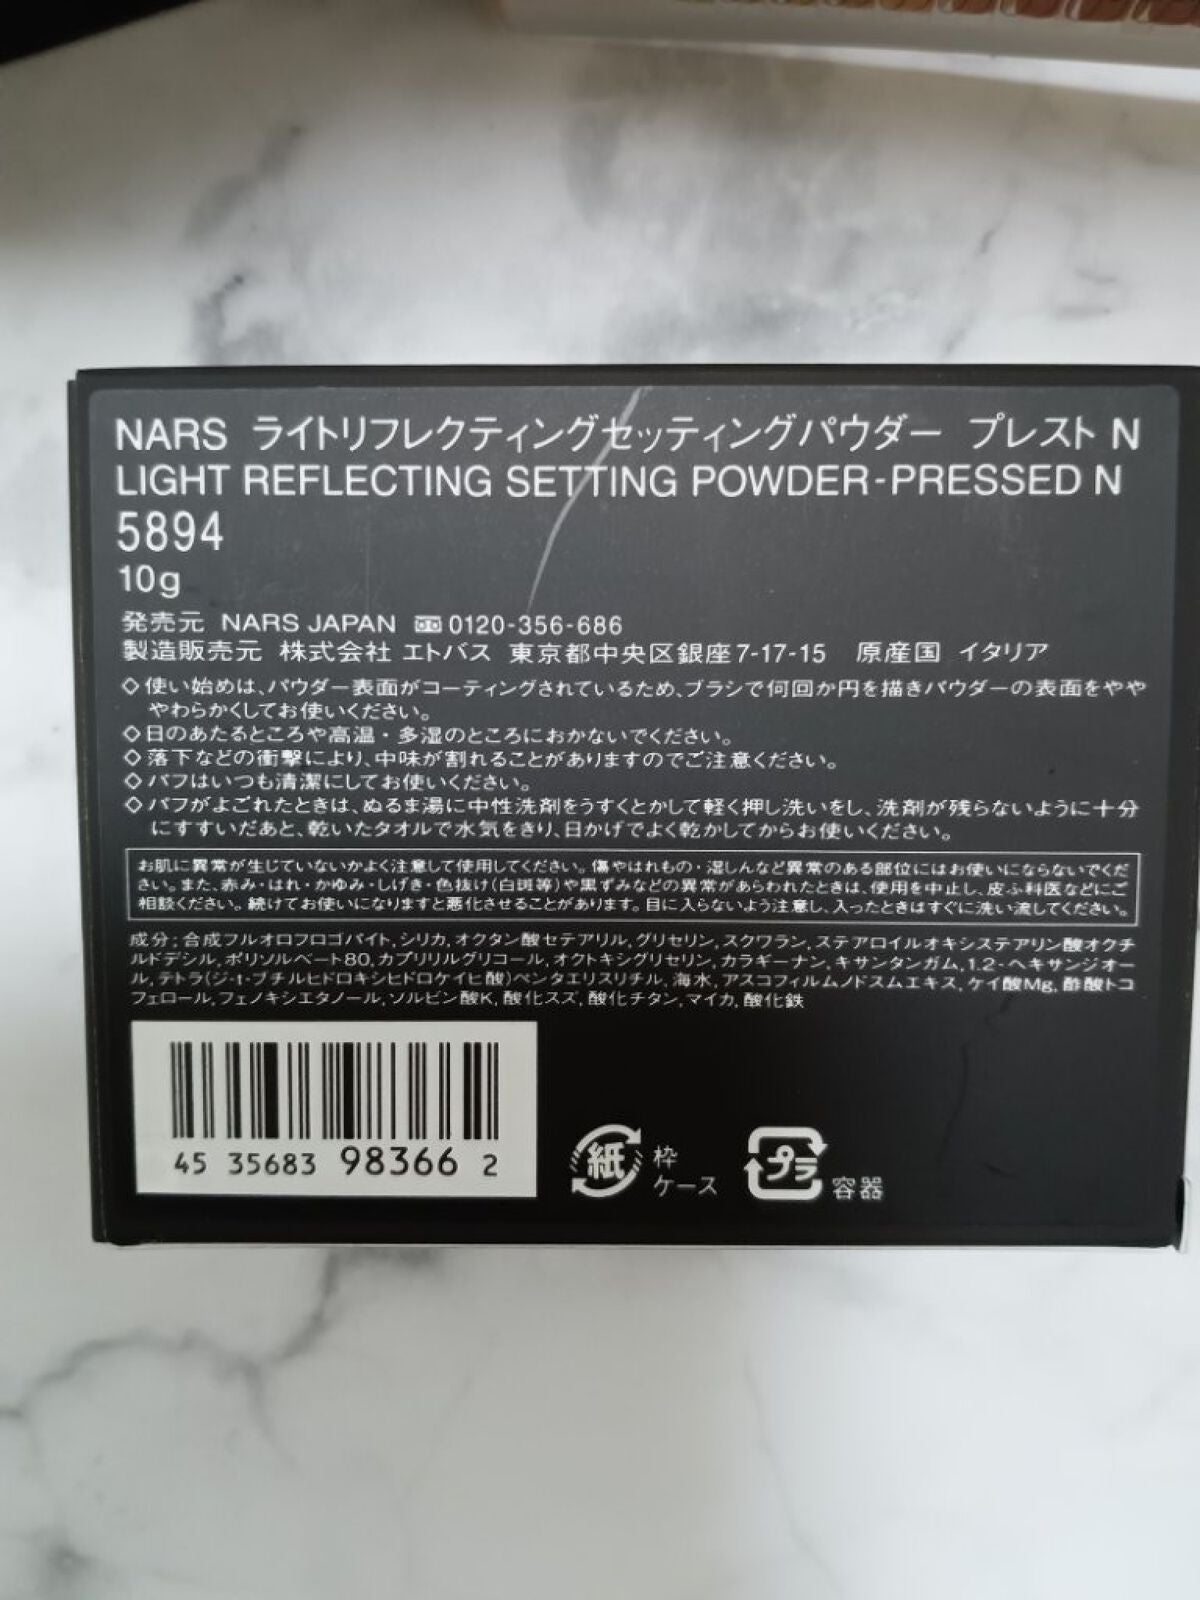 NARS ライトリフレクティングセッティングパウダー プレスト N
LIGHT REFLECTING SETTING POWDER-PRESSED N
5894
10g
発売元 NARS JAPAN 0120-356-686
製造販売元 株式会社 エトバス 東京都中央区銀座7-17-15 原産国 イタリア
◇使い始めは、パウダー表面がコーティングされているため、ブラシで何回か円を描きパウダーの表面をやや
やわらかくしてお使いください。
◇日のあたるところや高温・多湿のところにおかないでください。
◇落下などの衝撃により、中味が割れることがありますのでご注意ください。
◇パフはいつも清潔にしてお使いください。
◇パフがよごれたときは、ぬるま湯に中性洗剤をうすくとかして軽く押し洗いをし、洗剤が残らないように十分
にすすいだあと、乾いたタオルで水気をきり、日かげでよく乾かしてからお使いください。
お肌に異常が生じていないかよく注意して使用してください。傷やはれもの・湿しんなど異常のある部位にはお使いにならないでくだ
さい。また、赤み・はれ・かゆみ・しげき・色抜け(白斑等)や黒ずみなどの異常があらわれたときは、使用を中止し、皮ふ科医などにご
相談ください。続けてお使いになりますと悪化させることがあります。目に入らないよう注意し、入ったときはすぐに洗い流してください。
成分;合成フルオロフロゴパイト,シリカ,オクタン酸セテアリル,グリセリン,スクワラン,ステアロイルオキシステアリン酸オクチ
ルドデシル,ポリソルベート80,カプリリルグリコール,オクトキシグリセリン,カラギーナン,キサンタンガム,1,2-ヘキサンジオー
ル,テトラ(ジ-t-ブチルヒドロキシヒドロケイヒ酸)ペンタエリスリチル,海水,アスコフィルムノドスムエキス,ケイ酸Mg,酢酸トコ
フェロール,フェノキシエタノール,ソルビン酸K,酸化スズ,酸化チタン,マイカ,酸化鉄
45 35683 98366 2
紙 枠
ケース
プラ 容器